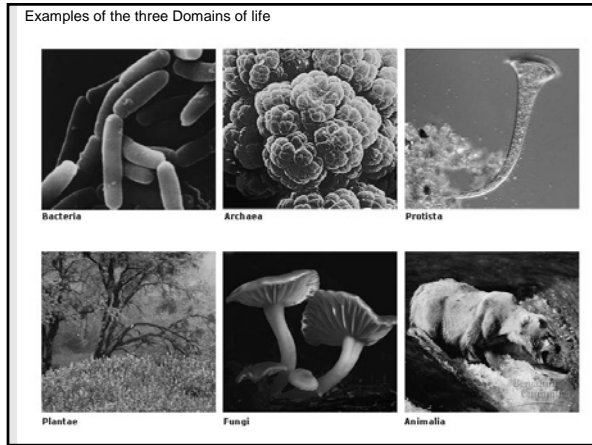 Examples of the three Domains of life
Bacteria
Archaea
Protista
Plantae
Fungi
Animalia